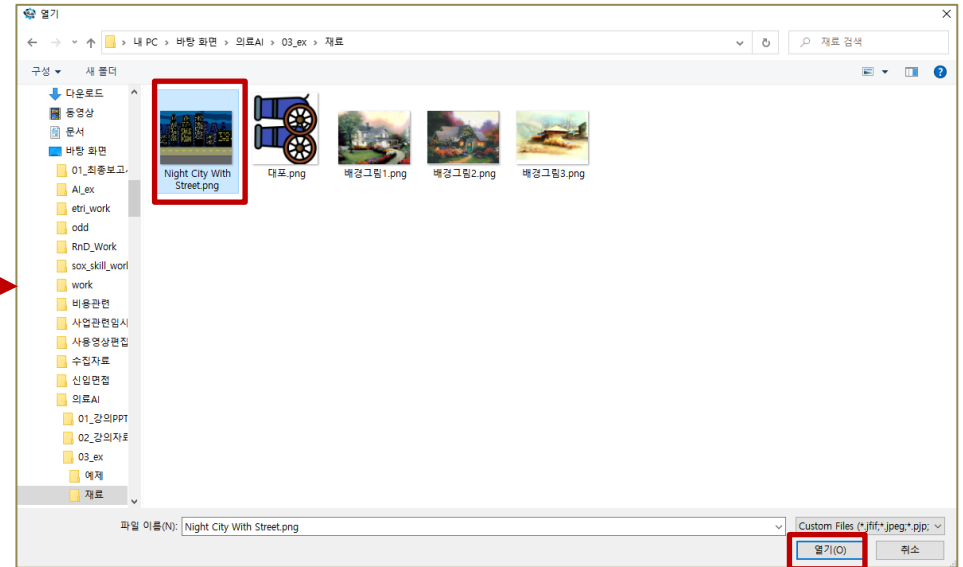 열기
내 PC > 바탕 화면 > 의료AI > 03_ex > 재료
재료 검색
구성 새 폴더
다운로드
동영상
문서
바탕 화면
01_최종보고
AI_ex
etri_work
odd
RnD_Work
sox_skill_worl
work
비용관련
사업관련임시
사용영상편집
수집자료
신입면접
의료AI
01_강의PPT
02_강의자료
03_ex
예제
재료
Night City With
Street.png
대포.png
배경그림1.png
배경그림2.png
배경그림3.png
파일 이름(N): Night City With Street.png
Custom Files (*.jfif;*.jpeg;*.pjp;
열기(O)
취소